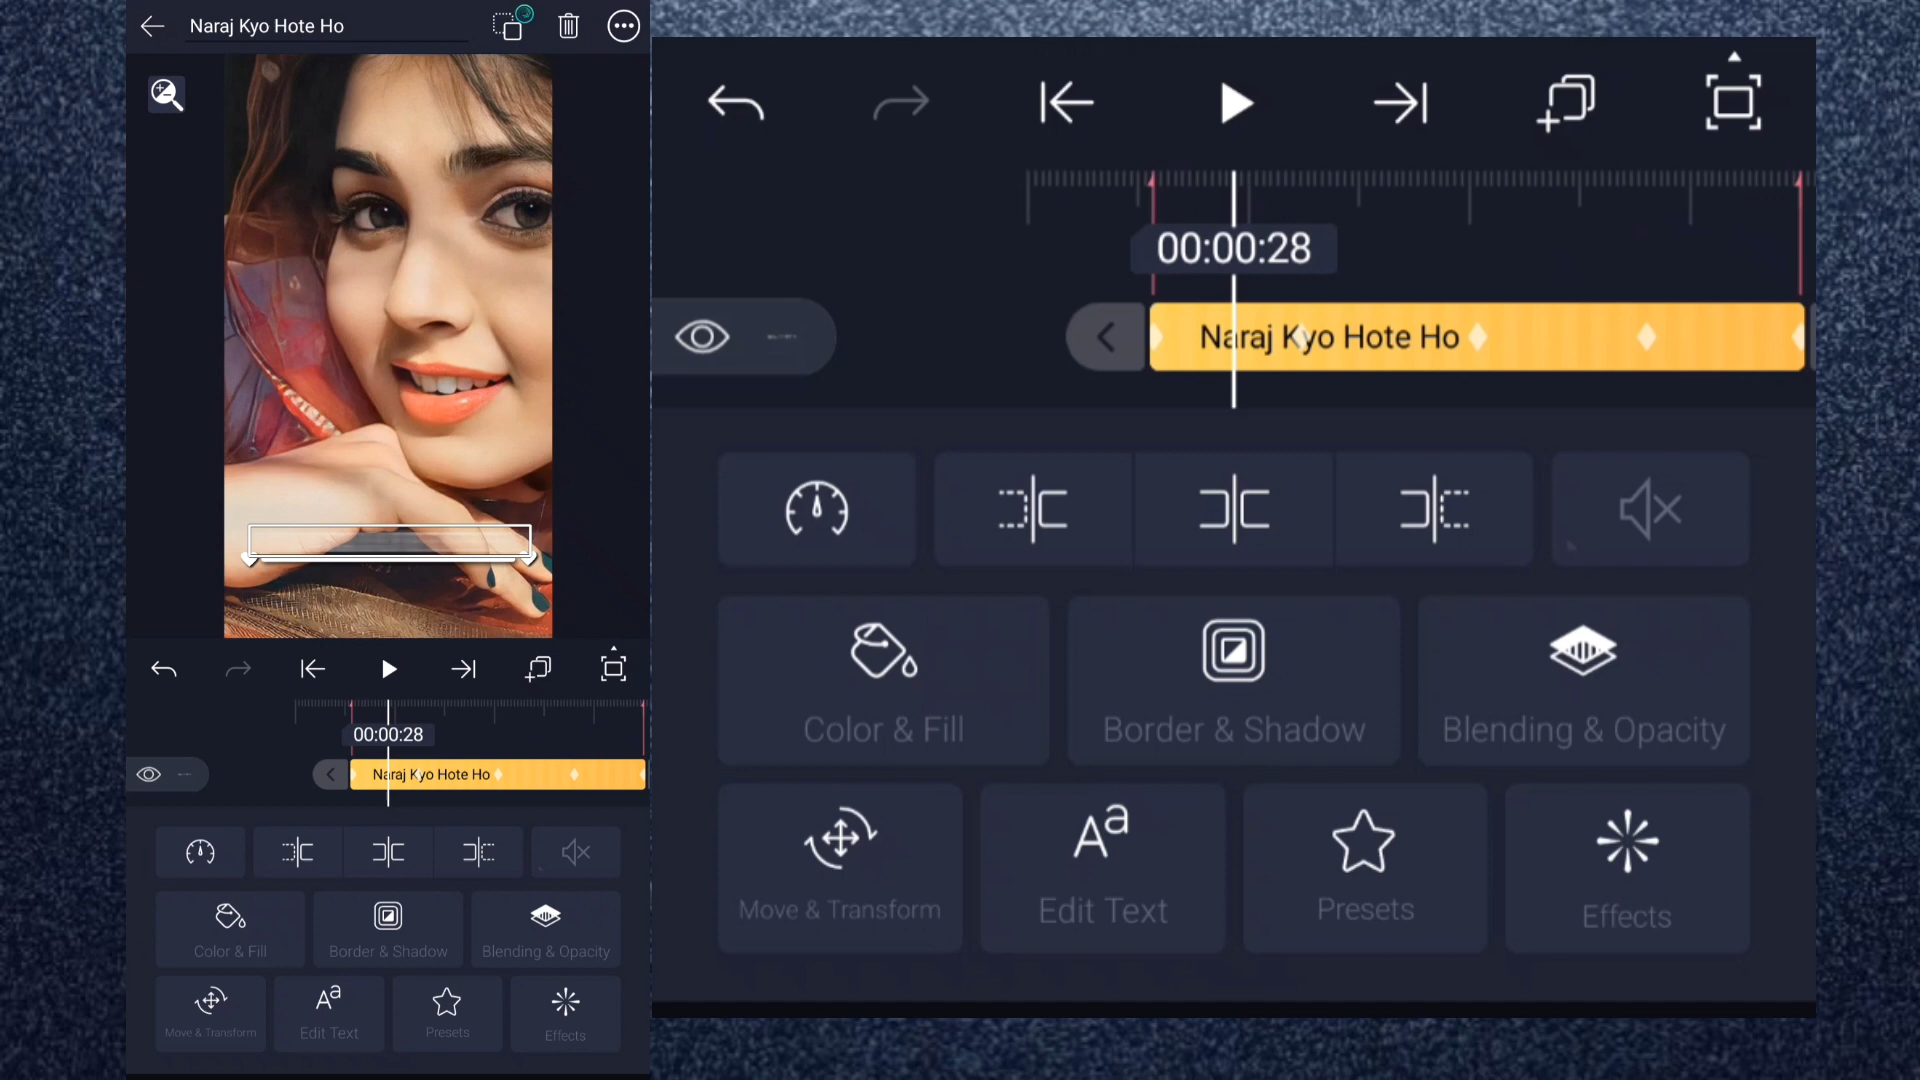 Naraj Kyo Hote Ho
00:00:28
Naraj Kyo Hote Ho
Color & Fill
Border & Shadow
Blending & Opacity
Move & Transform
Edit Text
Presets
Effects
00:00:28
Naraj Kyo Hote Ho
Color & Fill
Border & Shadow
Blending & Opacity
Move & Transform
Edit Text
Presets
Effects